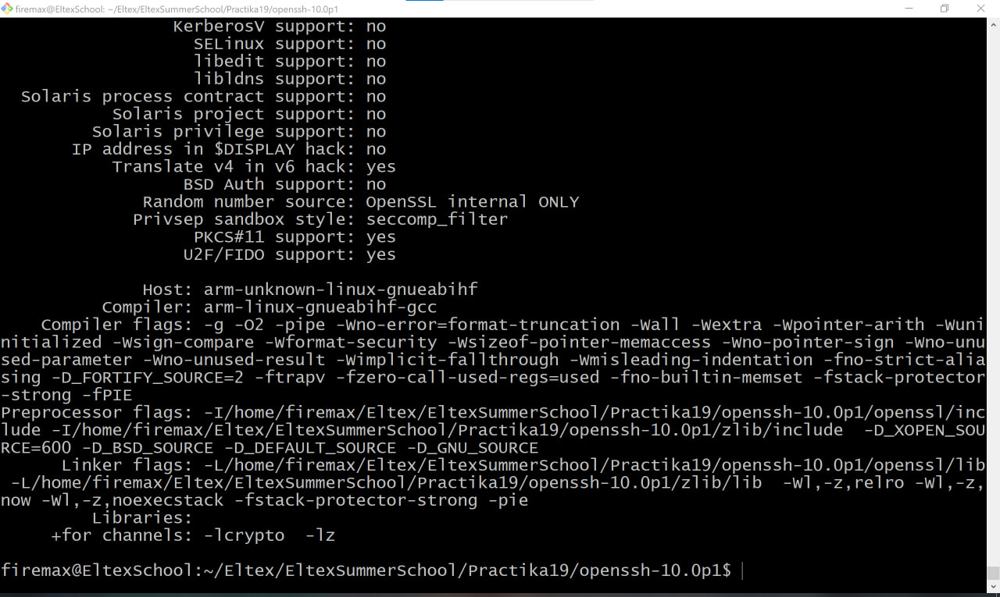 firemax@EltexSchool: ~/Eltex/EltexSummerSchool/Practika19/openssh-10.0p1
KerberosV support: no
SELinux support: no
libedit support: no
libldns support: no
Solaris process contract support: no
Solaris project support: no
Solaris privilege support: no
IP address in $DISPLAY hack: no
Translate v4 in v6 hack: yes
BSD Auth support: no
Random number source: OpenSSL internal ONLY
Privsep sandbox style: seccomp_filter
PKCS#11 support: yes
U2F/FIDO support: yes
Host: arm-unknown-linux-gnueabihf
Compiler: arm-linux-gnueabihf-gcc
Compiler flags: -g -O2 -pipe -Wno-error=format-truncation -Wall -Wextra -Wpointer-arith -Wuni
nitialized -Wsign-compare -Wformat-security -Wsizeof-pointer-memaccess -Wno-pointer-sign -Wno-unu
sed-parameter -Wno-unused-result -Wimplicit-fallthrough -Wmisleading-indentation -fno-strict-alia
sing -D_FORTIFY_SOURCE=2 -ftrapv -fzero-call-used-regs=used -fno-builtin-memset -fstack-protector
-strong -fPIE
Preprocessor flags: -I/home/firemax/Eltex/EltexSummerSchool/Practika19/openssh-10.0p1/openssl/inc
lude -I/home/firemax/Eltex/EltexSummerSchool/Practika19/openssh-10.0p1/zlib/include  -D_XOPEN_SOU
RCE=600 -D_BSD_SOURCE -D_DEFAULT_SOURCE -D_GNU_SOURCE
Linker flags: -L/home/firemax/Eltex/EltexSummerSchool/Practika19/openssh-10.0p1/openssl/lib
-L/home/firemax/Eltex/EltexSummerSchool/Practika19/openssh-10.0p1/zlib/lib  -Wl,-z,relro -Wl,-z,
now -Wl,-z,noexecstack -fstack-protector-strong -pie
Libraries:
+for channels: -lcrypto  -lz
firemax@EltexSchool:~/Eltex/EltexSummerSchool/Practika19/openssh-10.0p1$